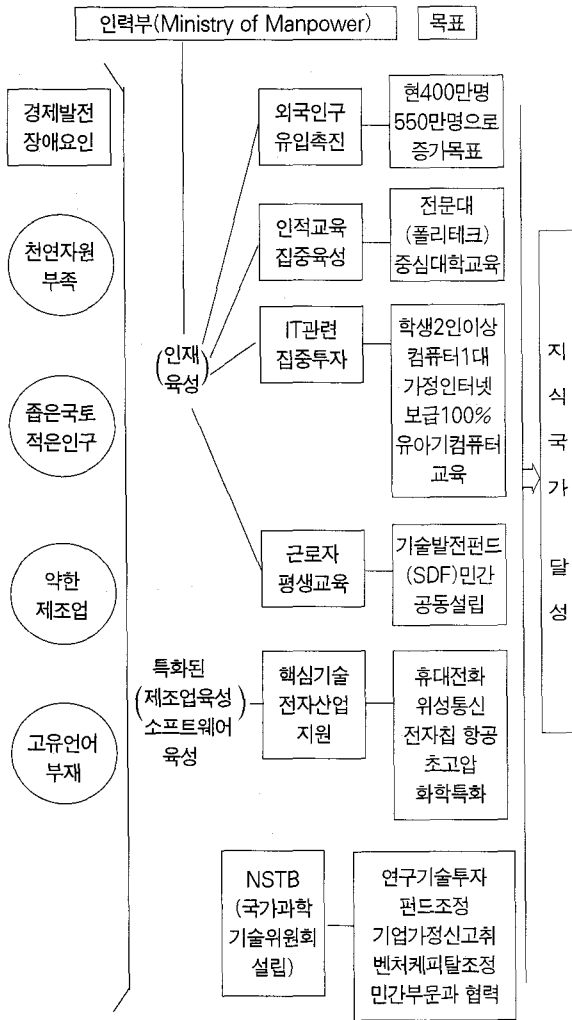 인력부(Ministry of Manpower)
목표
경제발전
장애요인
천연자원
부족
좁은국토
적은인구
약한
제조업
고유언어
부재
(인재
육성)
외국인구
유입촉진
현400만명
550만명으로
증가목표
인적교육
집중육성
전문대
(폴리테크)
중심대학교육
IT관련
집중투자
학생2인이상
컴퓨터1대
가정인터넷
보급100%
유아기컴퓨터
교육
근로자
평생교육
기술발전펀드
(SDF)민간
공동설립
특화된
(제조업육성)
소프트웨어
육성
핵심기술
전자산업
지원
휴대전화
위성통신
전자칩 항공
초고압
화학특화
NSTB
(국가과학
기술위원회
설립)
연구기술투자
펀드조정
기업가정신고취
벤처케피탈조정
민간부문과 협력
지식국가 달성